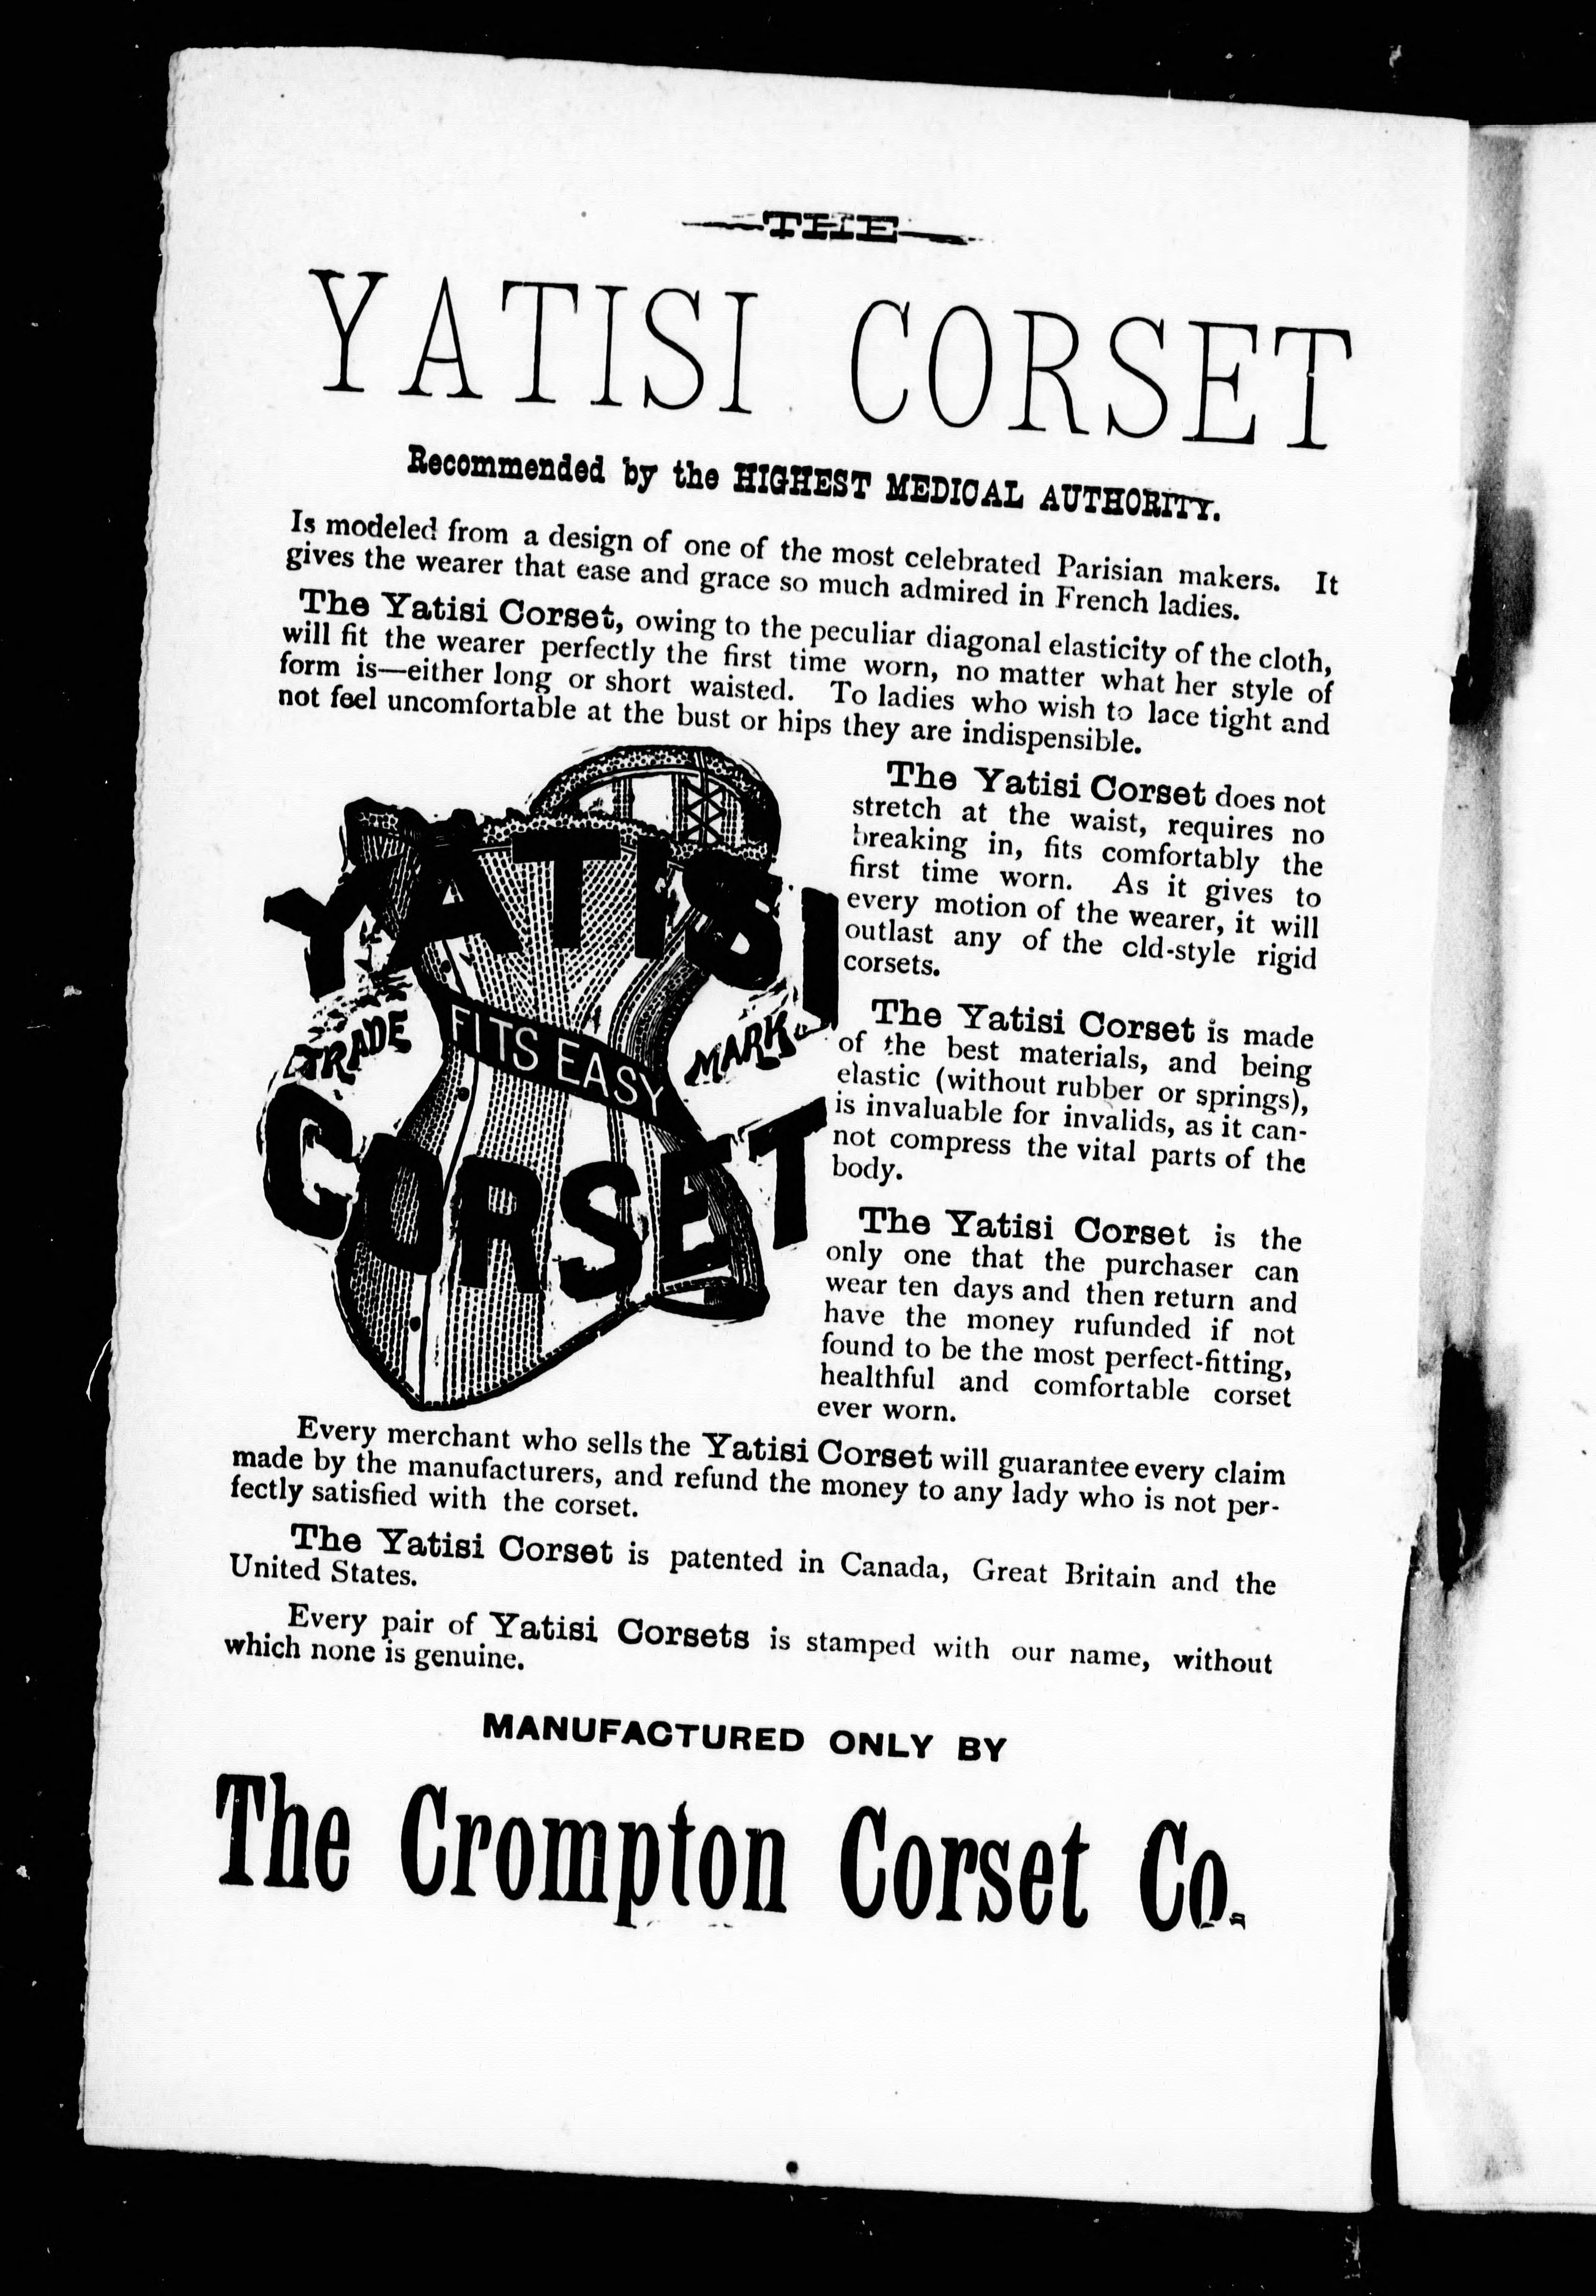 THE
YATISI CORSET
Recommended by the HIGHEST MEDICAL AUTHORITY.
Is modeled from a design of one of the most celebrated Parisian makers. It
gives the wearer that ease and grace so much admired in French ladies.
The Yatisi Corset, owing to the peculiar diagonal elasticity of the cloth,
will fit the wearer perfectly the first time worn, no matter what her style of
form is—either long or short waisted. To ladies who wish to lace tight and
not feel uncomfortable at the bust or hips they are indispensible.
YATISI
TRADE
FITS EASY
MARK
CORSET
The Yatisi Corset does not
stretch at the waist, requires no
breaking in, fits comfortably the
first time worn. As it gives to
every motion of the wearer, it will
outlast any of the cld-style rigid
corsets.
The Yatisi Corset is made
of the best materials, and being
elastic (without rubber or springs),
is invaluable for invalids, as it can-
not compress the vital parts of the
body.
The Yatisi Corset is the
only one that the purchaser can
wear ten days and then return and
have the money rufunded if not
found to be the most perfect-fitting,
healthful and comfortable corset
ever worn.
Every merchant who sells the Yatisi Corset will guarantee every claim
made by the manufacturers, and refund the money to any lady who is not per-
fectly satisfied with the corset.
The Yatisi Corset is patented in Canada, Great Britain and the
United States.
Every pair of Yatisi Corsets is stamped with our name, without
which none is genuine.
MANUFACTURED ONLY BY
The Crompton Corset Co.